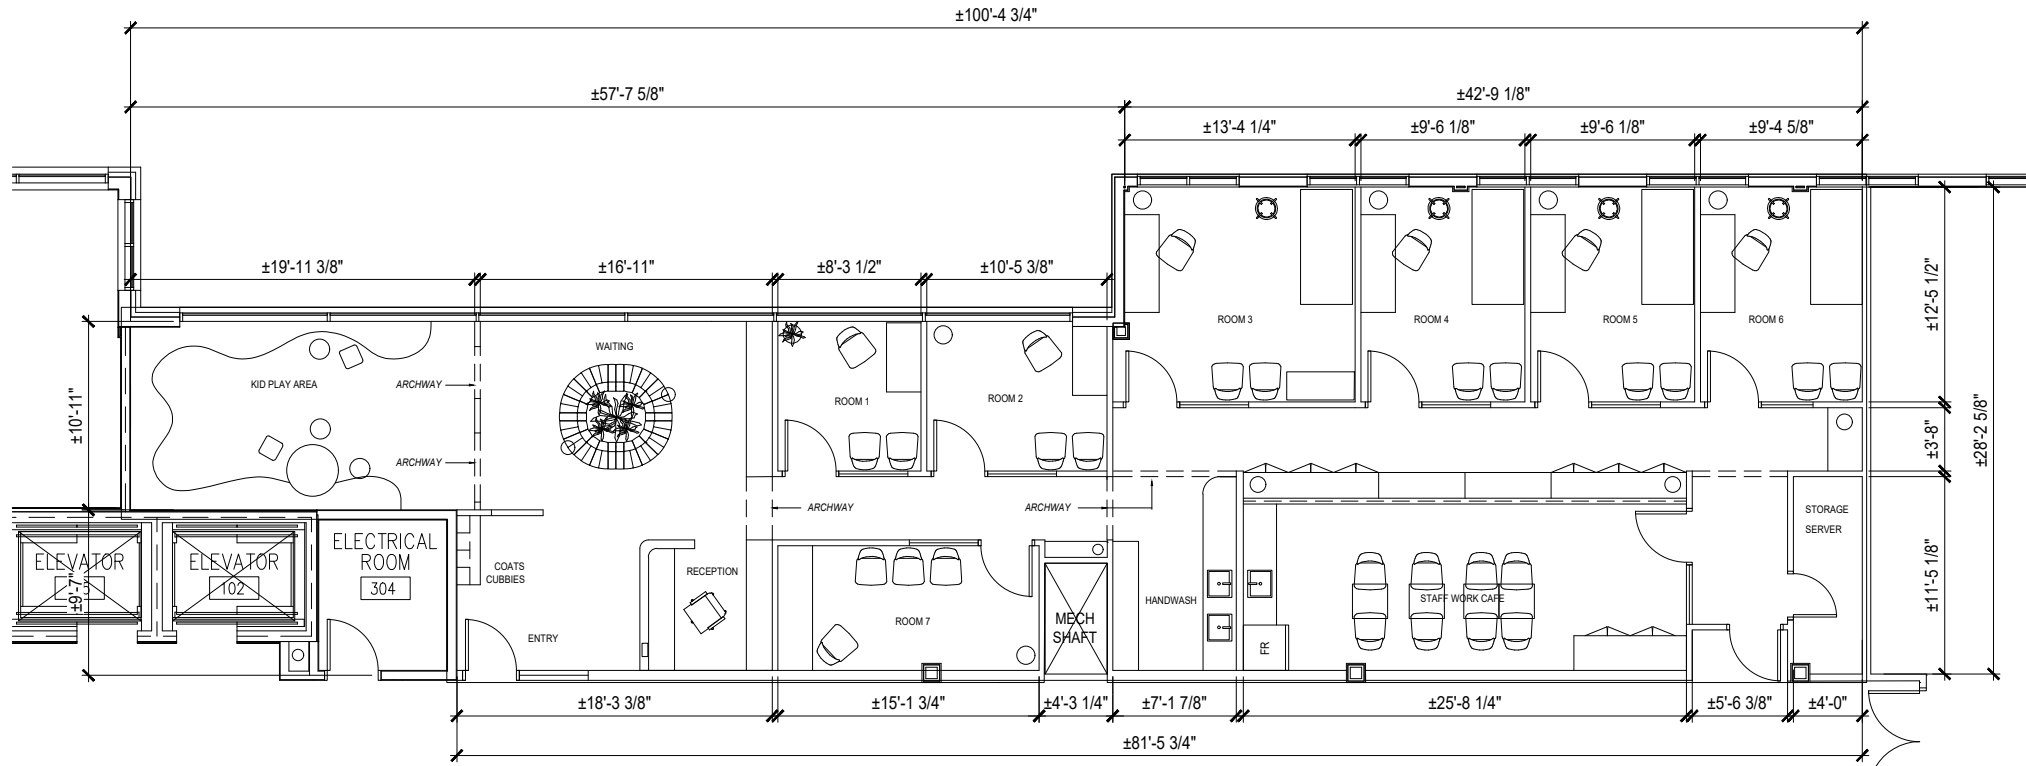 ±100'-4 3/4"
±57'-7 5/8"
±42'-9 1/8"
±13'-4 1/4"
±9'-6 1/8"
±9'-6 1/8"
±9'-4 5/8"
±19'-11 3/8"
±16'-11"
±8'-3 1/2"
±10'-5 3/8"
±12'-5 1/2"
ROOM 3
ROOM 4
ROOM 5
ROOM 6
WAITING
KID PLAY AREA
ARCHWAY
ROOM 1
ROOM 2
±10'-11"
±3'-8"
±28'-2 5/8"
ARCHWAY
ARCHWAY
ARCHWAY
STORAGE
SERVER
ELECTRICAL
ROOM
304
ELEVATOR
ELEVATOR
102
±9'-7"
COATS
CUBBIES
RECEPTION
HANDWASH
STAFF WORK CAFE
±11'-5 1/8"
ROOM 7
MECH
SHAFT
ENTRY
FR
±18'-3 3/8"
±15'-1 3/4"
±4'-3 1/4"
±7'-1 7/8"
±25'-8 1/4"
±5'-6 3/8"
±4'-0"
±81'-5 3/4"